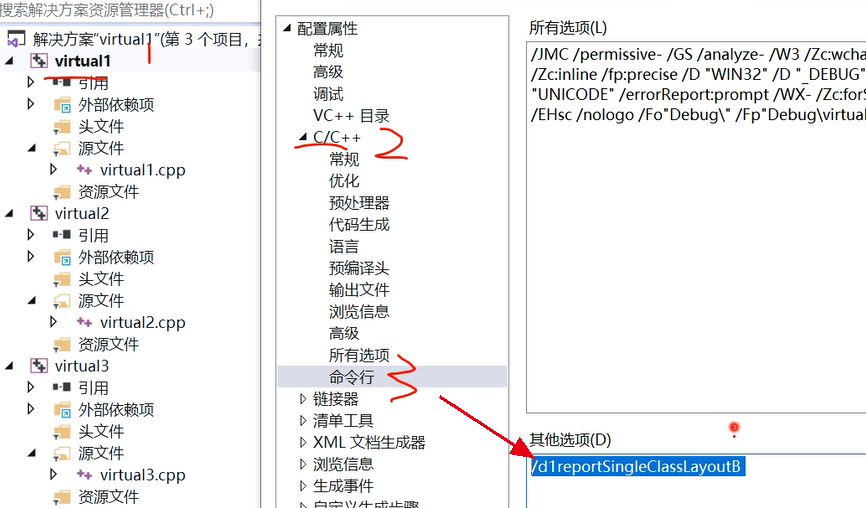 搜索解决方案资源管理器(Ctrl+;)
解决方案"virtual1"(第 3 个项目,
virtual1
引用
外部依赖项
头文件
源文件
virtual1.cpp
资源文件
virtual2
引用
外部依赖项
头文件
源文件
virtual2.cpp
资源文件
virtual3
引用
外部依赖项
头文件
源文件
virtual3.cpp
资源文件
1
配置属性
常规
高级
调试
VC++ 目录
C/C++
2
常规
优化
预处理器
代码生成
语言
预编译头
输出文件
浏览信息
高级
所有选项
命令行
3
链接器
清单工具
XML 文档生成器
浏览信息
生成事件
自定义生成步骤
所有选项(L)
/JMC /permissive- /GS /analyze- /W3 /Zc:wcha
/Zc:inline /fp:precise /D "WIN32" /D "_DEBUG"
"UNICODE" /errorReport:prompt /WX- /Zc:forS
/EHsc /nologo /Fo"Debug\" /Fp"Debug\virtual
其他选项(D)
/d1reportSingleClassLayoutB